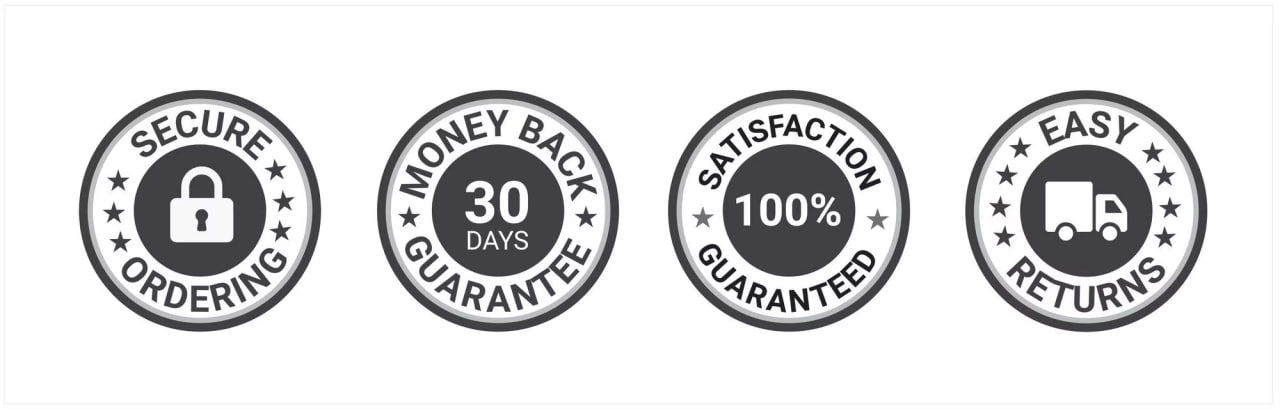 SECURE
ORDERING
MONEY BACK
30
DAYS
GUARANTEE
SATISFACTION
100%
GUARANTEED
EASY
RETURNS